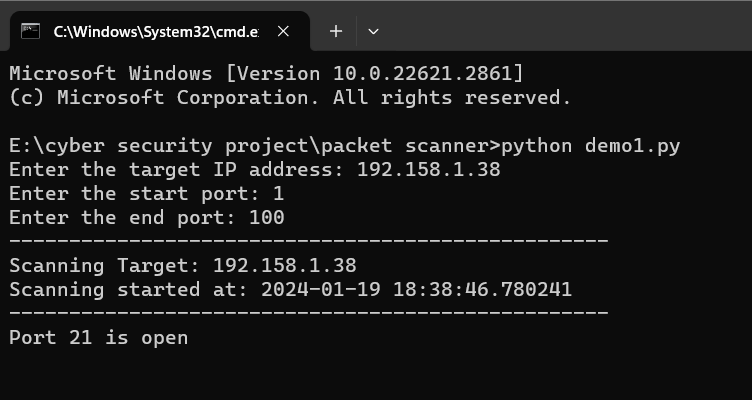 C:\Windows\System32\cmd.e
Microsoft Windows [Version 10.0.22621.2861]
(c) Microsoft Corporation. All rights reserved.
E:\cyber security project\packet scanner>python demo1.py
Enter the target IP address: 192.158.1.38
Enter the start port: 1
Enter the end port: 100
--------------------------------------------------
Scanning Target: 192.158.1.38
Scanning started at: 2024-01-19 18:38:46.780241
--------------------------------------------------
Port 21 is open